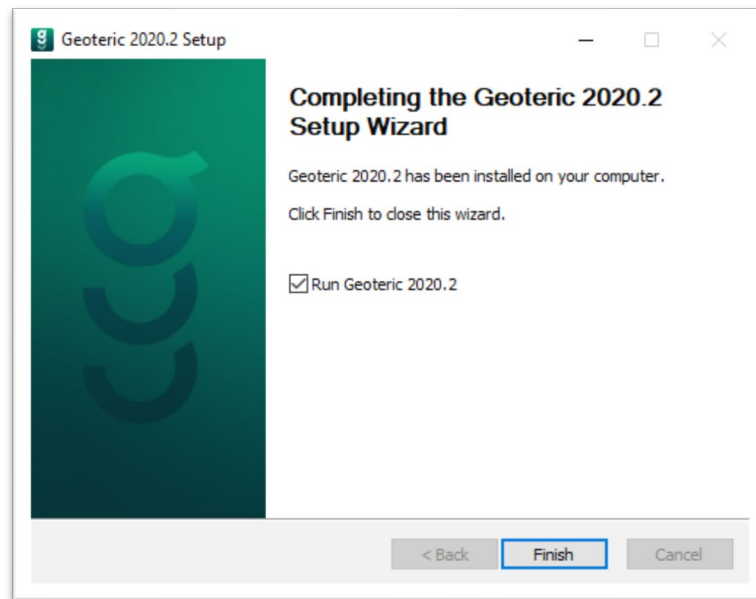 Geoteric 2020.2 Setup
Completing the Geoteric 2020.2
Setup Wizard
Geoteric 2020.2 has been installed on your computer.
Click Finish to close this wizard.
Run Geoteric 2020.2
< Back
Finish
Cancel